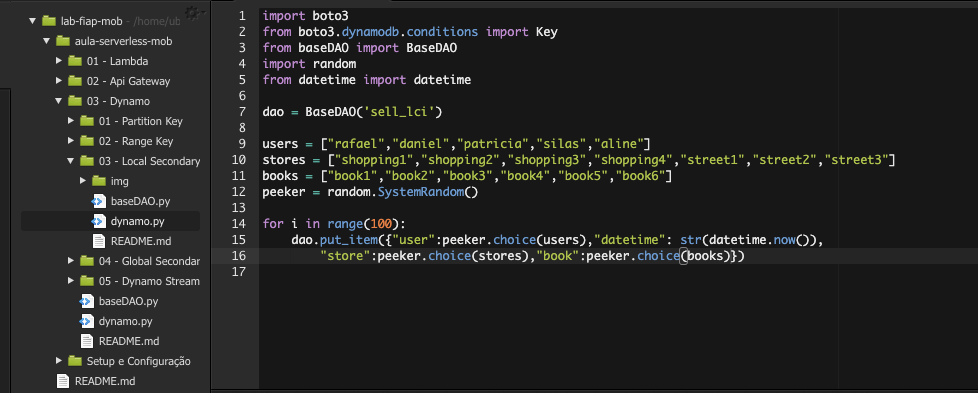 lab-fiap-mob - /home/ub
aula-serverless-mob
01 - Lambda
02 - Api Gateway
03 - Dynamo
01 - Partition Key
02 - Range Key
03 - Local Secondary
img
baseDAO.py
dynamo.py
README.md
04 - Global Secondar
05 - Dynamo Stream
baseDAO.py
dynamo.py
README.md
Setup e Configuração
README.md
1 import boto3
2 from boto3.dynamodb.conditions import Key
3 from baseDAO import BaseDAO
4 import random
5 from datetime import datetime
6
7 dao = BaseDAO('sell_lci')
8
9 users = ["rafael","daniel","patricia","silas","aline"]
10 stores = ["shopping1","shopping2","shopping3","shopping4","street1","street2","street3"]
11 books = ["book1","book2","book3","book4","book5","book6"]
12 peeker = random.SystemRandom()
13
14 for i in range(100):
15     dao.put_item({"user":peeker.choice(users),"datetime": str(datetime.now()),
16         "store":peeker.choice(stores),"book":peeker.choice(books)})
17